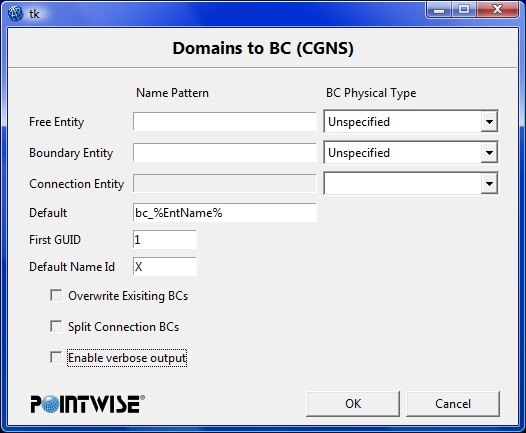 tk
Domains to BC (CGNS)
Name Pattern BC Physical Type
Free Entity Unspecified
Boundary Entity Unspecified
Connection Entity
Default bc_%EntName%
First GUID 1
Default Name Id X
Overwrite Exisiting BCs
Split Connection BCs
Enable verbose output
POINTWISE® OK Cancel